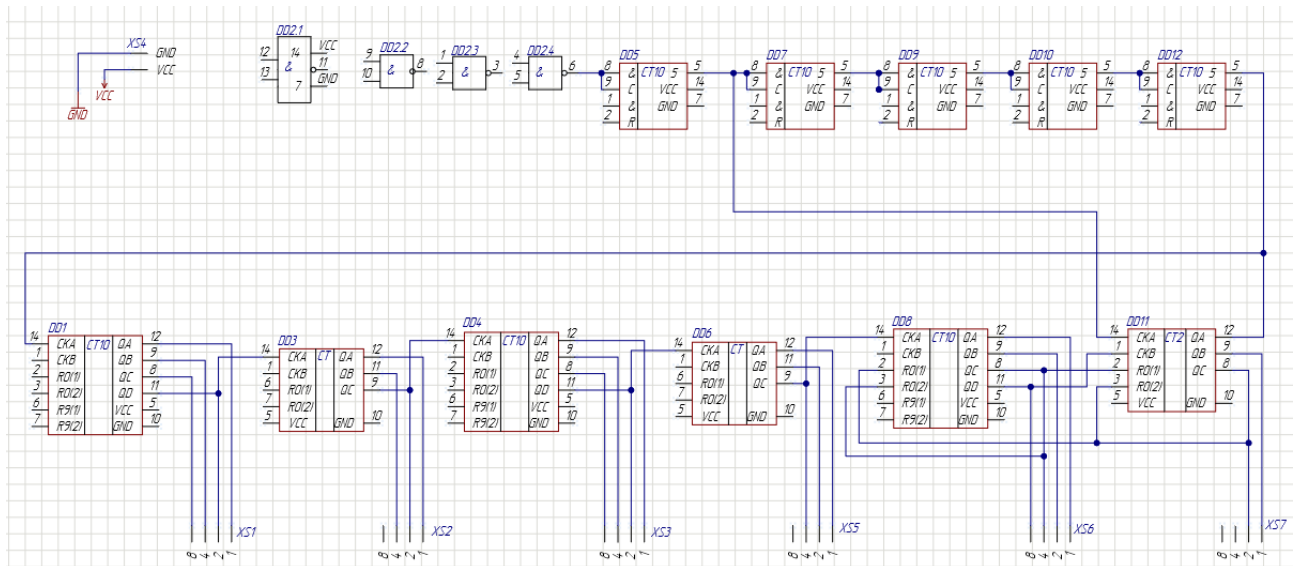 XS4
GND
VCC
VCC
GND
DD2.1
12
13
14
&
7
VCC
11
GND
DD2.2
9
10
&
8
DD2.3
1
2
&
3
DD2.4
4
5
&
6
DD5
8 & CT10 5 5
9 C VCC 14
1 & GND 7
2 R
DD7
8 & CT10 5 5
9 C VCC 14
1 & GND 7
2 R
DD9
8 & CT10 5 5
9 C VCC 14
1 & GND 7
2 R
DD10
8 & CT10 5 5
9 C VCC 14
1 & GND 7
2 R
DD12
8 & CT10 5 5
9 C VCC 14
1 & GND 7
2 R
DD1
14 CKA CT10 QA 12
1 CKB QB 9
2 R0(1) QC 8
3 R0(2) QD 11
6 R9(1) VCC 5
7 R9(2) GND 10
DD3
14 CKA CT QA 12
1 CKB QB 11
6 R0(1) QC 9
7 R0(2)
5 VCC GND 10
DD4
14 CKA CT10 QA 12
1 CKB QB 9
2 R0(1) QC 8
3 R0(2) QD 11
6 R9(1) VCC 5
7 R9(2) GND 10
DD6
14 CKA CT QA 12
1 CKB QB 11
6 R0(1) QC 9
7 R0(2)
5 VCC GND 10
DD8
14 CKA CT10 QA 12
1 CKB QB 9
2 R0(1) QC 8
3 R0(2) QD 11
6 R9(1) VCC 5
7 R9(2) GND 10
DD11
14 CKA CT2 QA 12
1 CKB QB 9
2 R0(1) QC 8
3 R0(2)
5 VCC GND 10
XS1
8 4 2 1
XS2
8 4 2 1
XS3
8 4 2 1
XS5
8 4 2 1
XS6
8 4 2 1
XS7
8 4 2 1